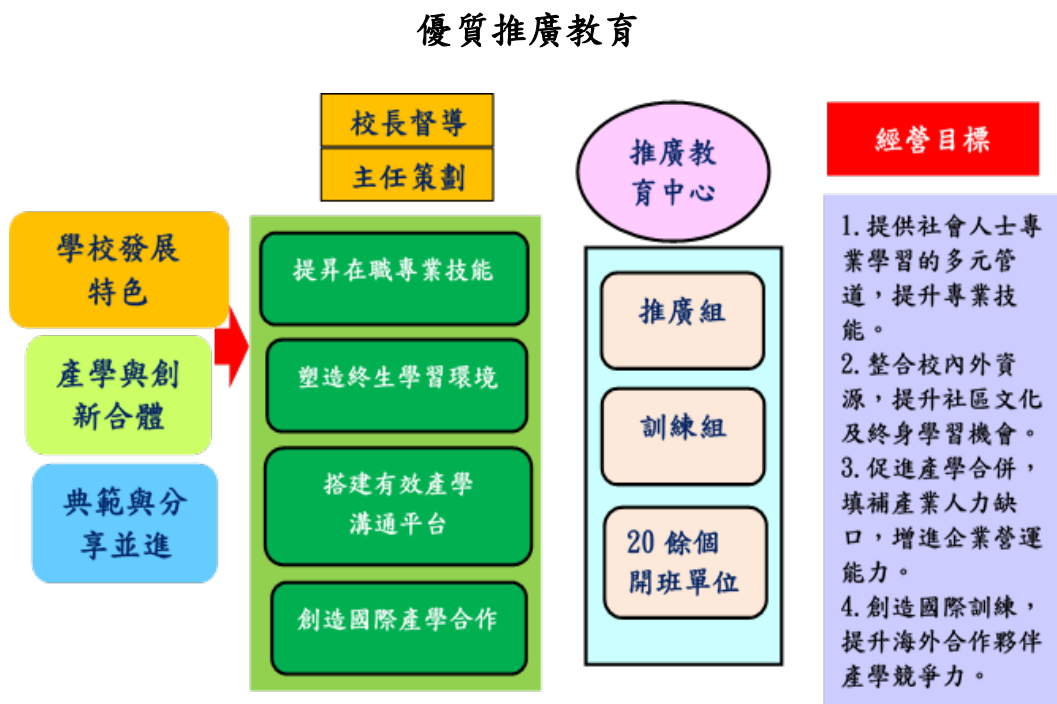 優質推廣教育
校長督導
主任策劃
學校發展
特色
產學與創
新合體
典範與分
享並進
提昇在職專業技能
塑造終生學習環境
搭建有效產學
溝通平台
創造國際產學合作
推廣教
育中心
推廣組
訓練組
20 餘個
開班單位
經營目標
1.提供社會人士專
業學習的多元管
道，提升專業技
能。
2.整合校內外資
源，提升社區文化
及終身學習機會。
3.促進產學合併，
填補產業人力缺
口，增進企業營運
能力。
4.創造國際訓練，
提升海外合作夥伴
產學競爭力。